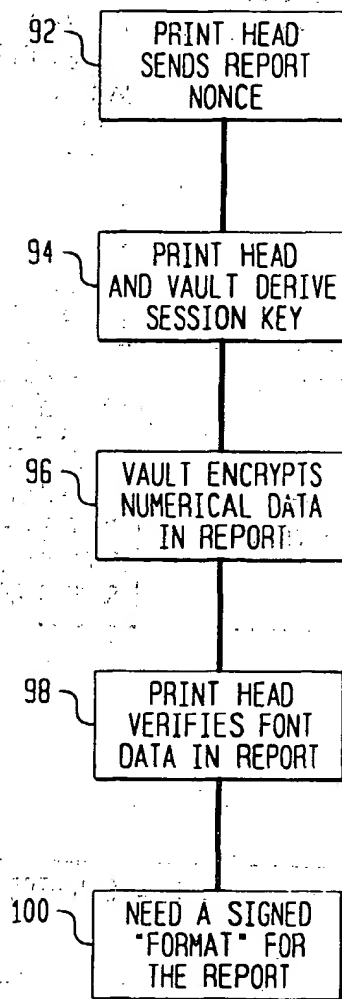 92
PRINT HEAD
SENDS REPORT
NONCE
94
PRINT HEAD
AND VAULT DERIVE
SESSION KEY
96
VAULT ENCRYPTS
NUMERICAL DATA
IN REPORT
98
PRINT HEAD
VERIFIES FONT
DATA IN REPORT
100
NEED A SIGNED
"FORMAT" FOR
THE REPORT